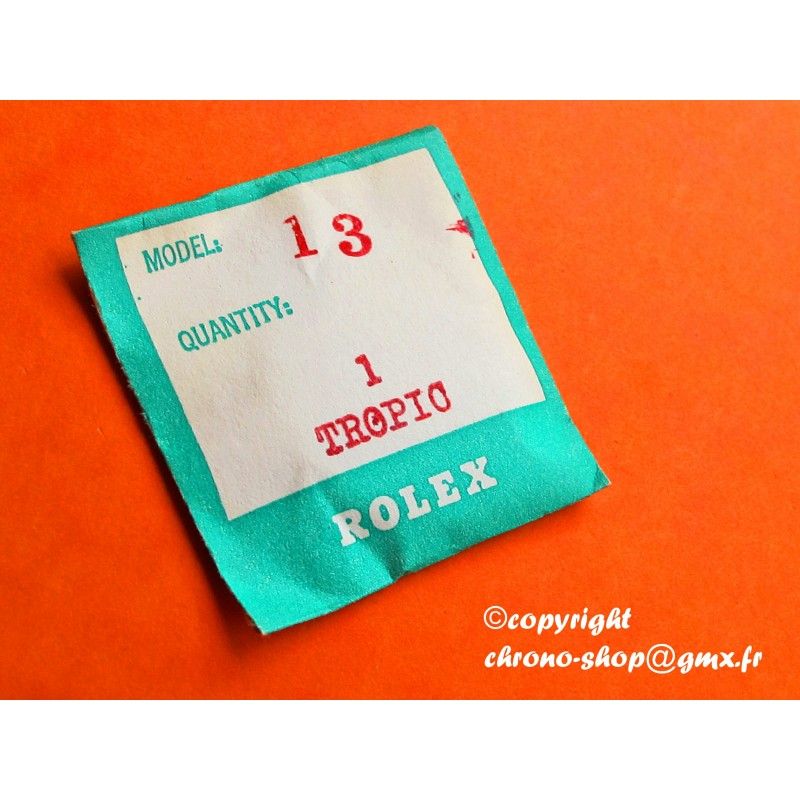 MODEL: 13
QUANTITY:
1
TROPIC
ROLEX
©copyright
chrono-shop@gmx.fr